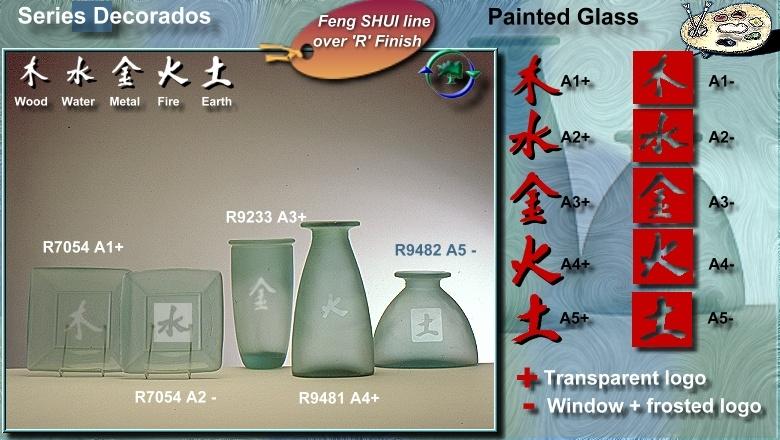 Series Decorados
Feng SHUI line
over 'R' Finish
Painted Glass
木 水 金 火 土
Wood Water Metal Fire Earth
R7054 A1+
R9233 A3+
R9482 A5 -
木
水
金
火
土
R7054 A2 -
R9481 A4+
木 A1+ 木 A1-
水 A2+ 水 A2-
金 A3+ 金 A3-
火 A4+ 火 A4-
土 A5+ 土 A5-
+ Transparent logo
- Window + frosted logo